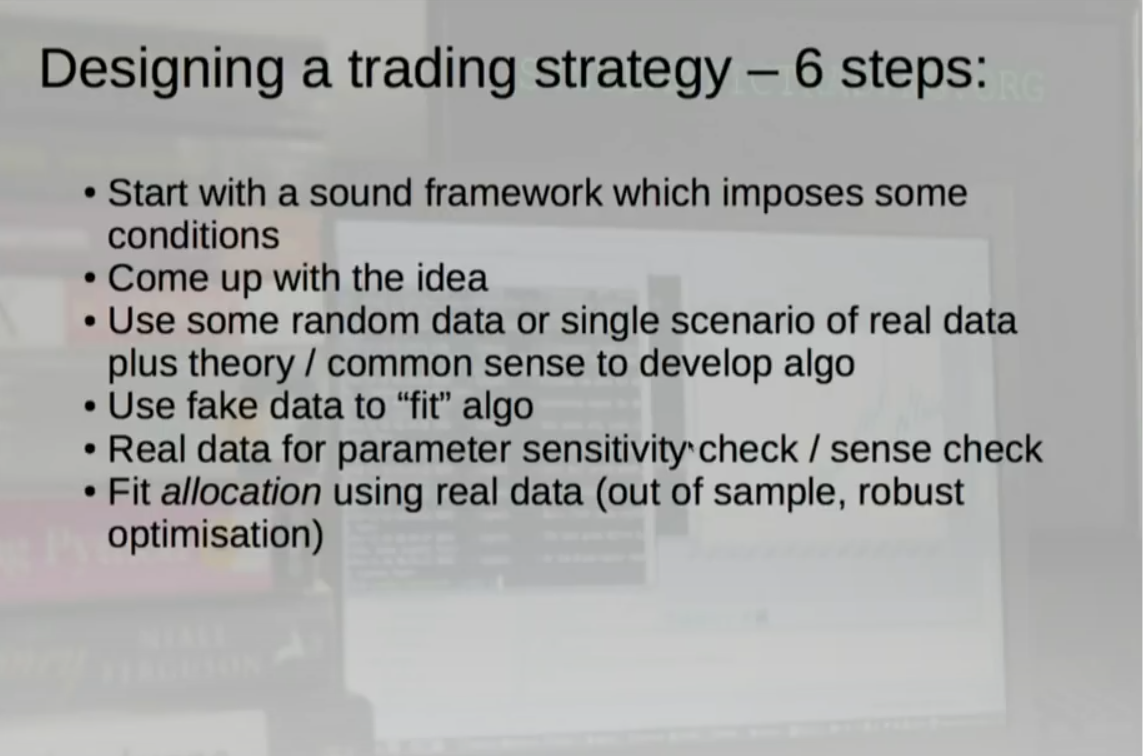 Designing a trading strategy – 6 steps:
• Start with a sound framework which imposes some
conditions
• Come up with the idea
• Use some random data or single scenario of real data
plus theory / common sense to develop algo
• Use fake data to “fit” algo
• Real data for parameter sensitivity check / sense check
• Fit allocation using real data (out of sample, robust
optimisation)
NIALL
FERGUSON